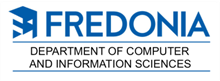 FREDONIA
DEPARTMENT OF COMPUTER
AND INFORMATION SCIENCES